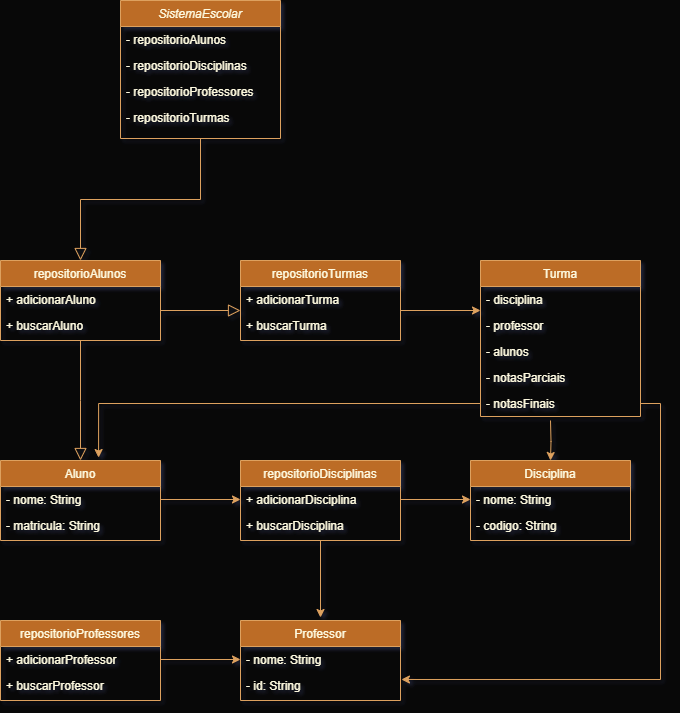 SistemaEscolar
- repositorioAlunos
- repositorioDisciplinas
- repositorioProfessores
- repositorioTurmas
repositorioAlunos
+ adicionarAluno
+ buscarAluno
repositorioTurmas
+ adicionarTurma
+ buscarTurma
Turma
- disciplina
- professor
- alunos
- notasParciais
- notasFinais
Aluno
- nome: String
- matricula: String
repositorioDisciplinas
+ adicionarDisciplina
+ buscarDisciplina
Disciplina
- nome: String
- codigo: String
repositorioProfessores
+ adicionarProfessor
+ buscarProfessor
Professor
- nome: String
- id: String